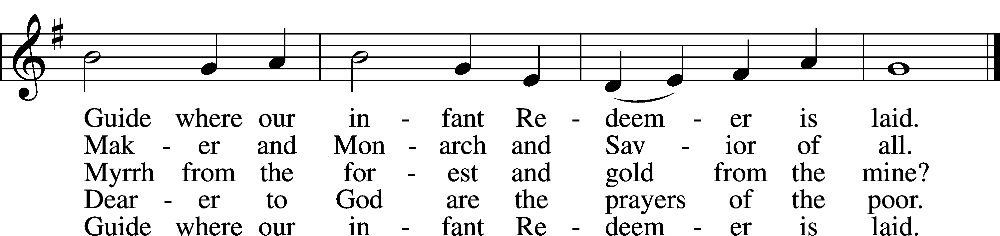 Guide where our in - fant Re - deem - er is laid.
Mak - er and Mon - arch and Sav - ior of all.
Myrrh from the for - est and gold from the mine?
Dear - er to God are the prayers of the poor.
Guide where our in - fant Re - deem - er is laid.